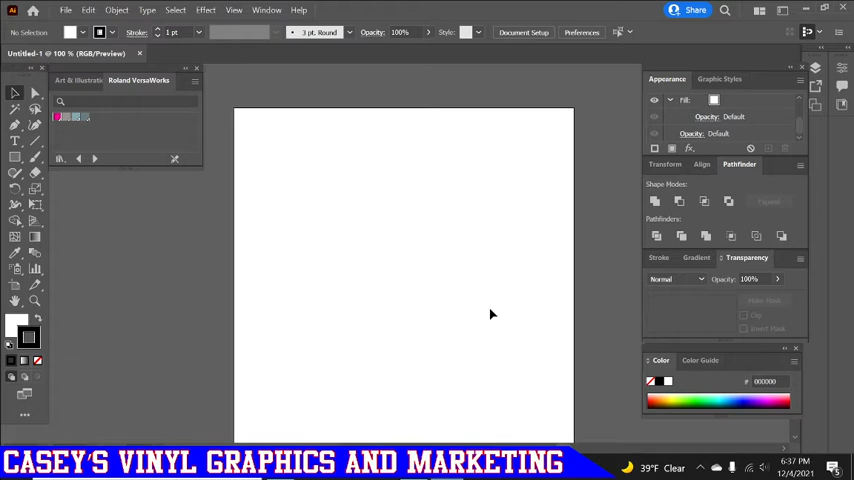 Ai File Edit Object Type Select Effect View Window Help Share
No Selection Stroke: 1 pt 3 pt. Round Opacity: 100% Style: Document Setup Preferences
Untitled-1 @ 100% (RGB/Preview)
Art & Illustratic Roland VersaWorks
Appearance Graphic Styles
Fill:
Opacity: Default
Opacity: Default
fx
Transform Align Pathfinder
Shape Modes:
Expand
Pathfinders:
Stroke Gradient Transparency
Normal Opacity: 100%
Make Mask
Clip
Invert Mask
Color Color Guide
# 000000
CASEY'S VINYL GRAPHICS AND MARKETING
39°F Clear
6:37 PM
12/4/2021
5